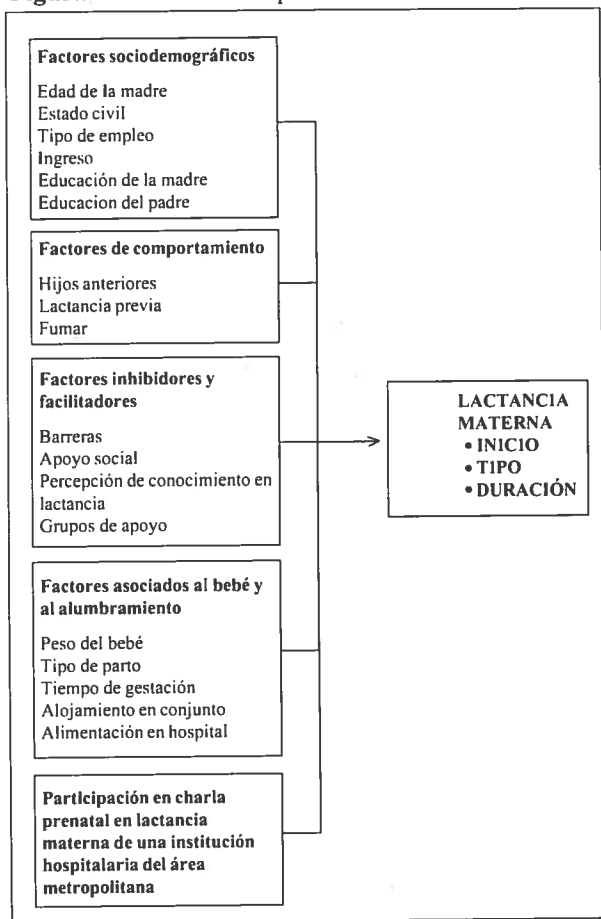 Factores sociodemográficos
Edad de la madre
Estado civil
Tipo de empleo
Ingreso
Educación de la madre
Educacion del padre
Factores de comportamiento
Hijos anteriores
Lactancia previa
Fumar
Factores inhibidores y
facilitadores
Barreras
Apoyo social
Percepción de conocimiento en
lactancia
Grupos de apoyo
LACTANCIA
MATERNA
• INICIO
• TIPO
• DURACIÓN
Factores asociados al bebé y
al alumbramiento
Peso del bebé
Tipo de parto
Tiempo de gestación
Alojamiento en conjunto
Alimentación en hospital
Participación en charla
prenatal en lactancia
materna de una institución
hospitalaria del área
metropolitana